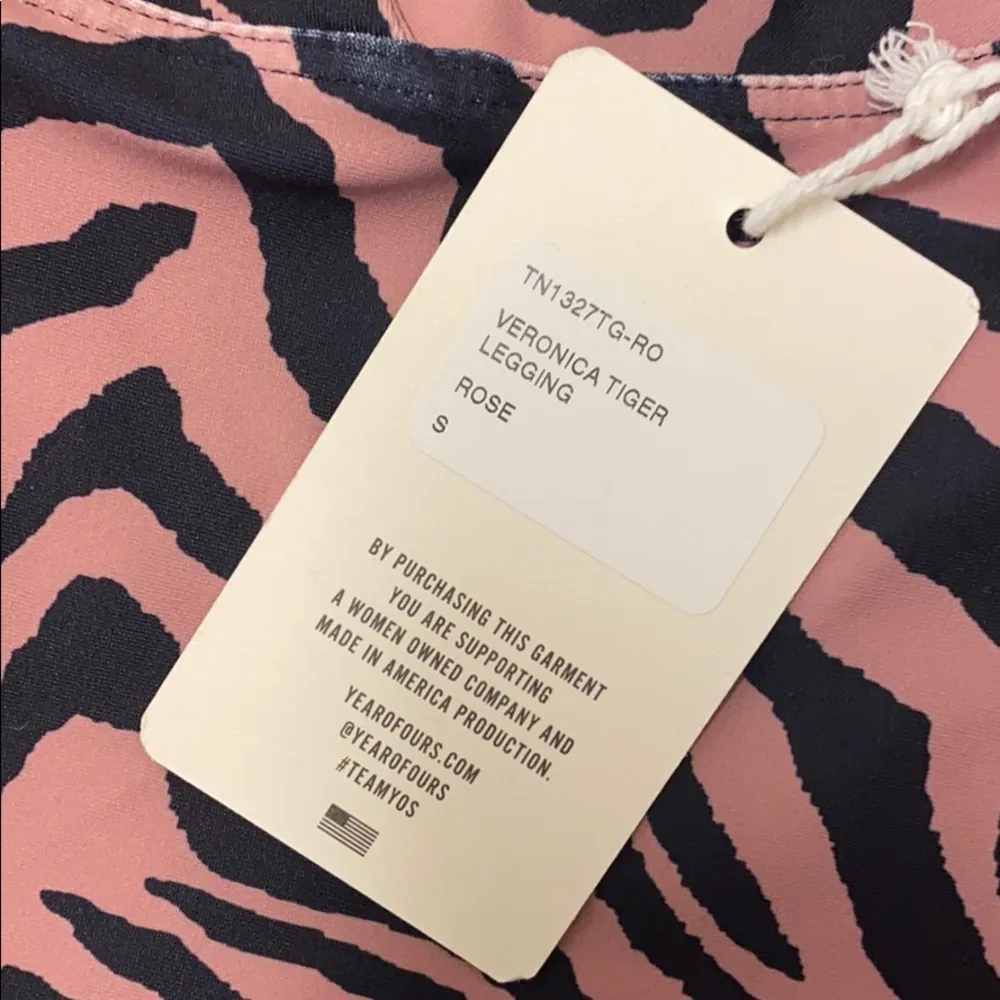 TN1327TG-RO
VERONICA TIGER
LEGGING
ROSE
S
BY PURCHASING THIS GARMENT
YOU ARE SUPPORTING
A WOMEN OWNED COMPANY AND
MADE IN AMERICA PRODUCTION.
YEAROFOURS.COM
@YEAROFOURS
#TEAMYOS